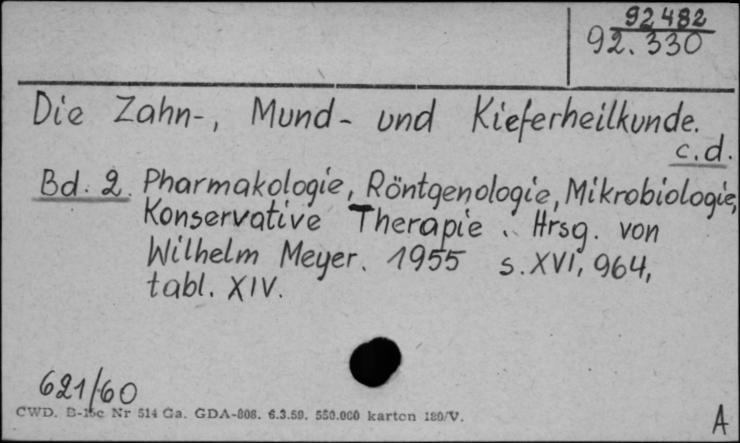 92 482
92.330
Die Zahn-, Mund- und Kieferheilkunde.
c.d.
Bd. 2. Pharmakologie, Röntgenologie, Mikrobiologie,
Konservative Therapie. Hrsg. von
Wilhelm Meyer. 1955 s. XVI, 964,
tabl. XIV.
621/60
CWD. B-15c Nr 514 Ca. GDA-808. 6.3.59. 550.000 karton 180/V.
A